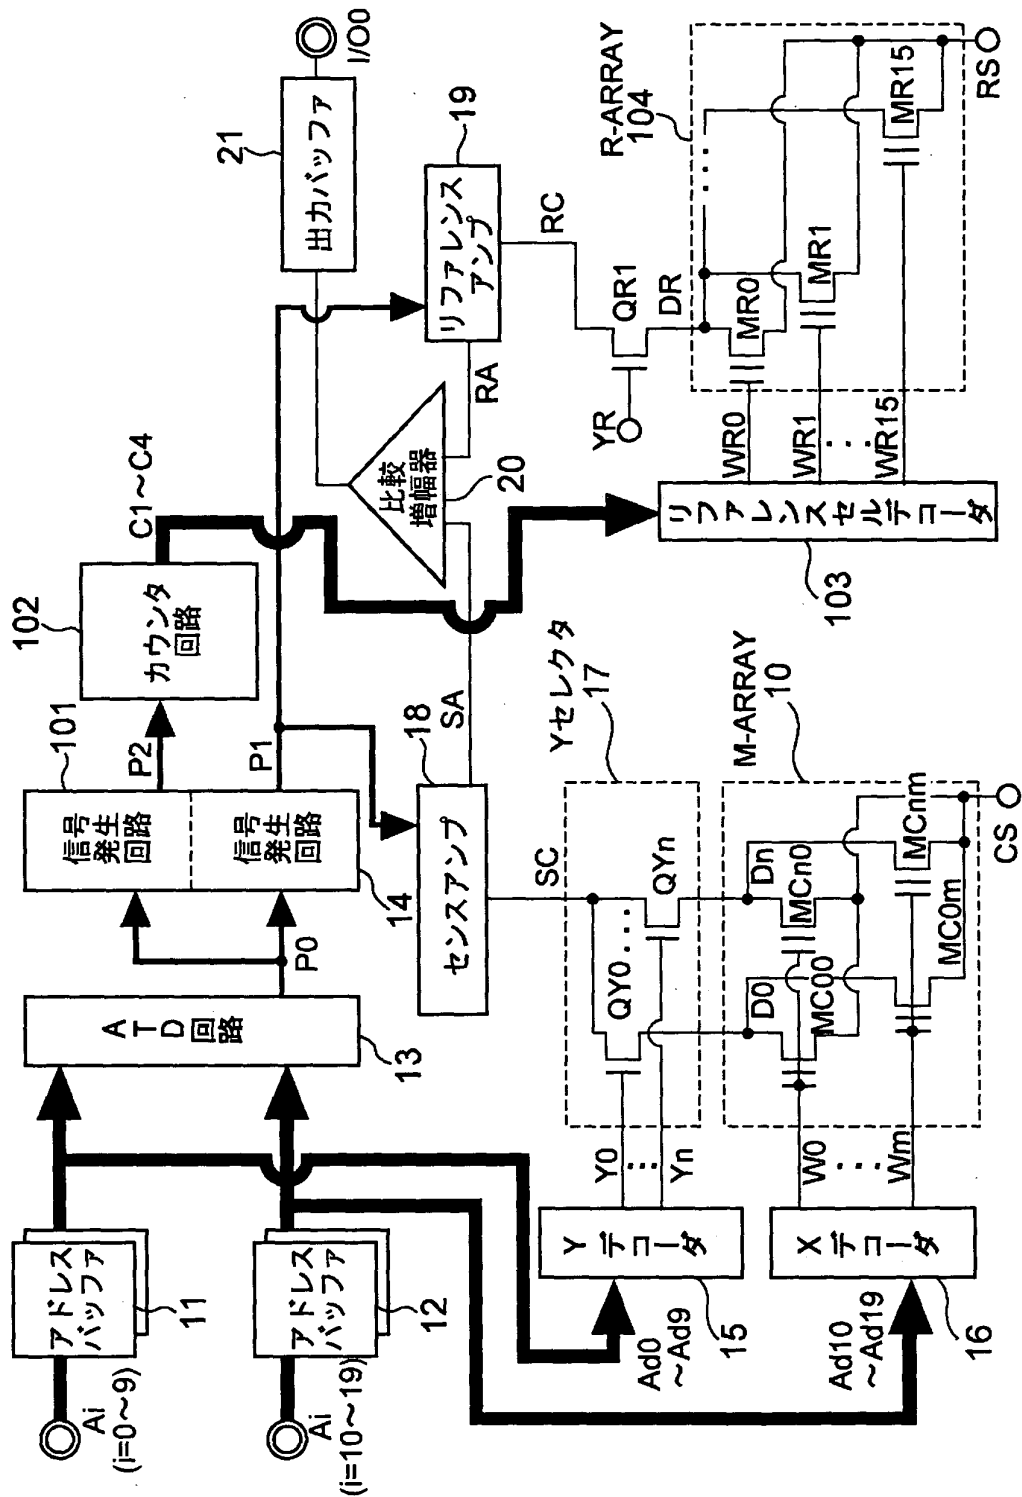 Ai
(i=0～9)
アドレス
バッファ
11
Ai
(i=10～19)
アドレス
バッファ
12
ATD回路
13
P0
信号
発生
回路
101
信号
発生
回路
14
P2
P1
カウンタ
回路
102
C1～C4
出力バッファ
21
I/O0
センスアンプ
18
SA
比較
増幅器
20
RA
リファレンス
アンプ
19
RC
SC
Yデコーダ
15
Ad0
～Ad9
Y0
Yn
Yセレクタ
17
QY0
QYn
YR
QR1
DR
Xデコーダ
16
Ad10
～Ad19
W0
Wm
M-ARRAY
10
D0
Dn
MC00
MCn0
MC0m
MCnm
CS
リファレンスセルデコーダ
103
WR0
WR1
WR15
R-ARRAY
104
MR0
MR1
MR15
RS